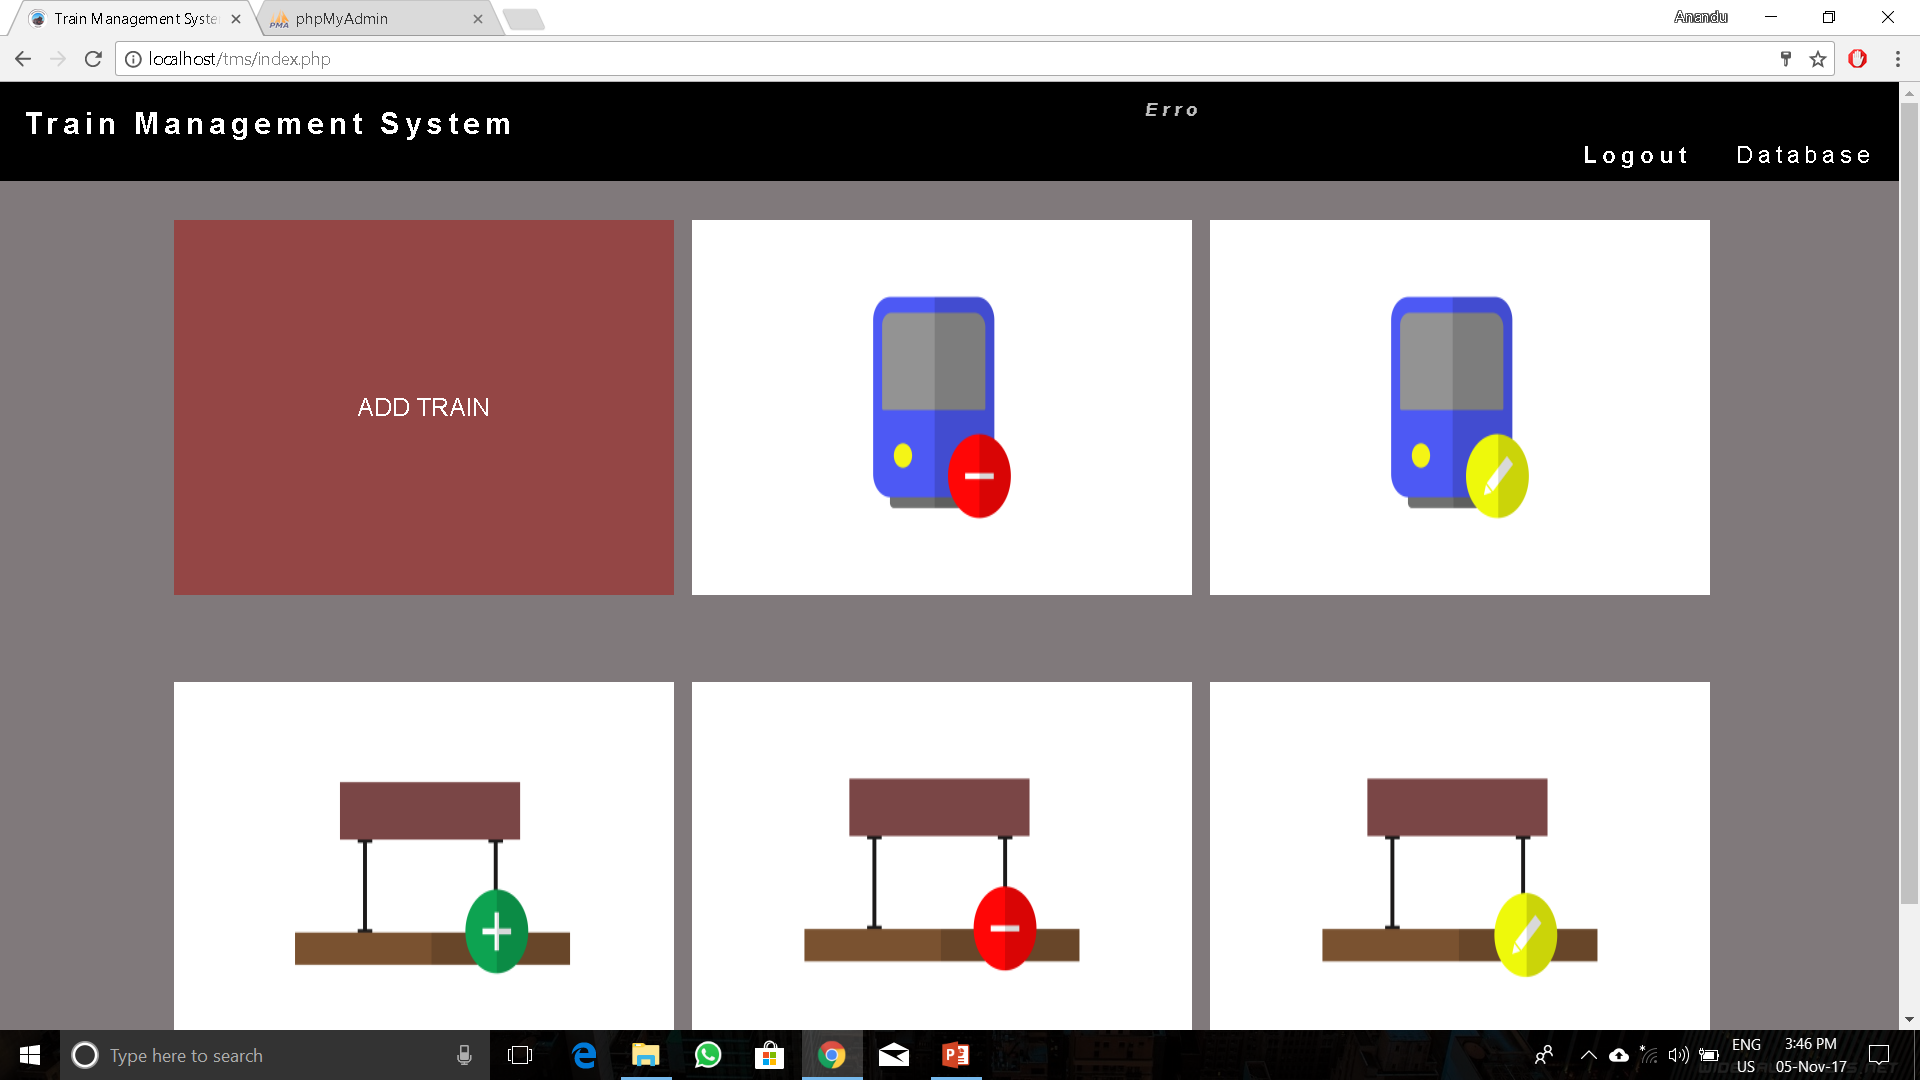 Train Management Syste
phpMyAdmin
Anandu
localhost/tms/index.php
Train Management System
Erro
Logout
Database
ADD TRAIN
Type here to search
ENG
US
3:46 PM
05-Nov-17